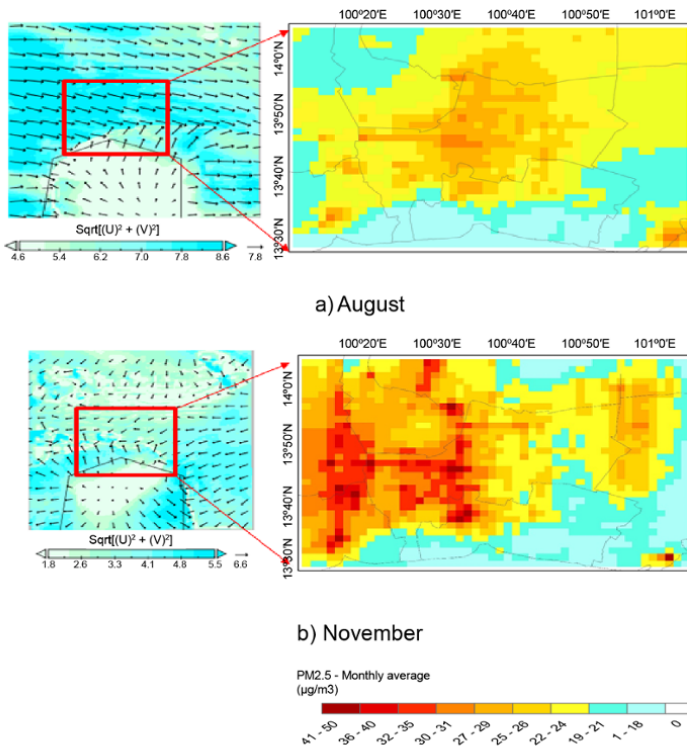 100°20'E 100°30'E 100°40'E 100°50'E 101°0'E
14°0'N
13°50'N
13°40'N
13°30'N
Sqrt[(U)² + (V)²]
4.6 5.4 6.2 7.0 7.8 8.6 7.8
a) August
100°20'E 100°30'E 100°40'E 100°50'E 101°0'E
14°0'N
13°50'N
13°40'N
13°30'N
Sqrt[(U)² + (V)²]
1.8 2.6 3.3 4.1 4.8 5.5 6.6
b) November
PM2.5 - Monthly average
(µg/m3)
41 - 50 36 - 40 32 - 35 30 - 31 27 - 29 25 - 26 22 - 24 19 - 21 1 - 18 0